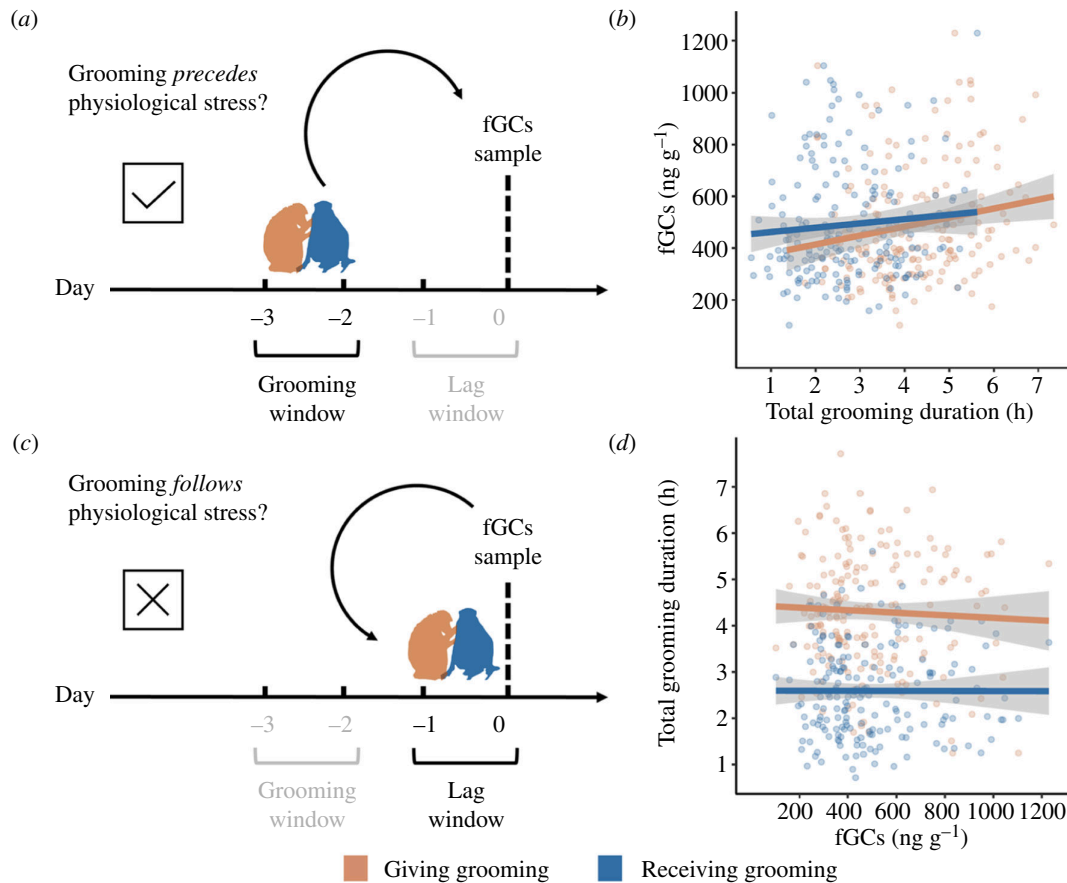 (a)
Grooming precedes
physiological stress?
fGCs
sample
Day
–3 –2 –1 0
Grooming
window
Lag
window
(b)
1200
1000
800
600
400
200
fGCs (ng g⁻¹)
1 2 3 4 5 6 7
Total grooming duration (h)
(c)
Grooming follows
physiological stress?
fGCs
sample
Day
–3 –2 –1 0
Grooming
window
Lag
window
(d)
7
6
5
4
3
2
1
Total grooming duration (h)
200 400 600 800 1000 1200
fGCs (ng g⁻¹)
Giving grooming Receiving grooming